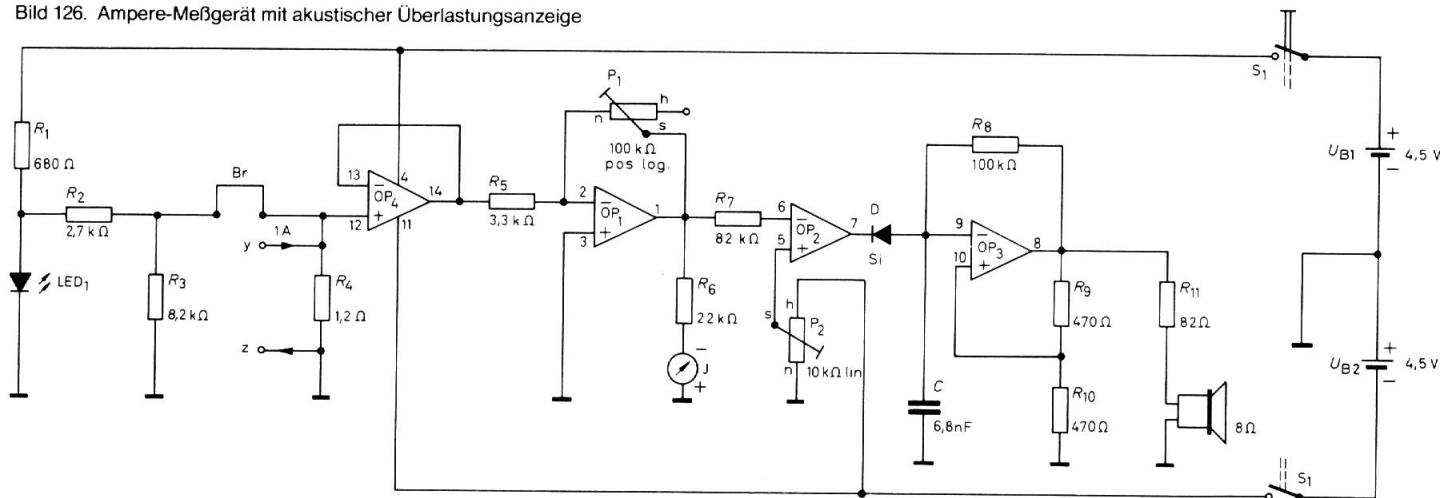 Bild 126. Ampere-Meßgerät mit akustischer Überlastungsanzeige
S1
P1
h
n
s
100 kΩ
pos log.
R1
680 Ω
R2
2,7 kΩ
Br
13
4
OP4
14
12
11
+
R5
3,3 kΩ
2
OP1
1
3
+
R7
82 kΩ
6
OP2
7
5
+
D
Si
R8
100 kΩ
9
OP3
8
10
+
UB1
+
4,5 V
−
1A
y
LED1
R3
8,2 kΩ
R4
1,2 Ω
z
R6
22 kΩ
−
J
+
h
s
P2
n
10 kΩ lin
C
6,8nF
R9
470 Ω
R10
470 Ω
R11
82 Ω
8 Ω
UB2
+
4,5 V
−
S1